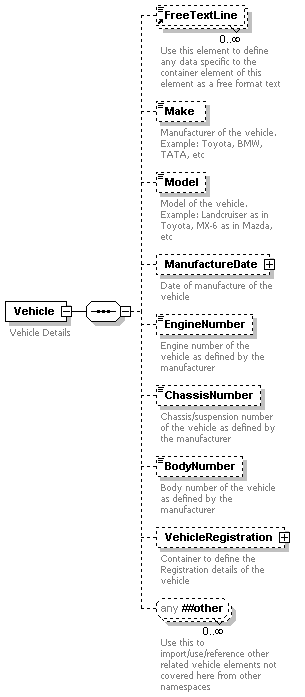 FreeTextLine
0..∞
Use this element to define
any data specific to the
container element of this
element as a free format text
Make
Manufacturer of the vehicle.
Example: Toyota, BMW,
TATA, etc
Model
Model of the vehicle.
Example: Landcruiser as in
Toyota, MX-6 as in Mazda,
etc
ManufactureDate
Date of manufacture of the
vehicle
Vehicle
Vehicle Details
EngineNumber
Engine number of the
vehicle as defined by the
manufacturer
ChassisNumber
Chassis/suspension number
of the vehicle as defined by
the manufacturer
BodyNumber
Body number of the vehicle
as defined by the
manufacturer
VehicleRegistration
Container to define the
Registration details of the
vehicle
any ##other
0..∞
Use this to
import/use/reference other
related vehicle elements not
covered here from other
namespaces